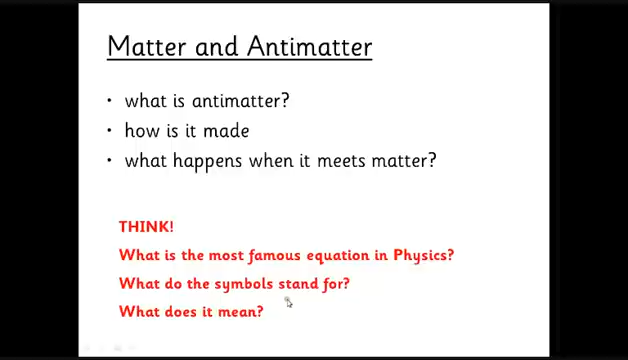 Matter and Antimatter
• what is antimatter?
• how is it made
• what happens when it meets matter?
THINK!
What is the most famous equation in Physics?
What do the symbols stand for?
What does it mean?